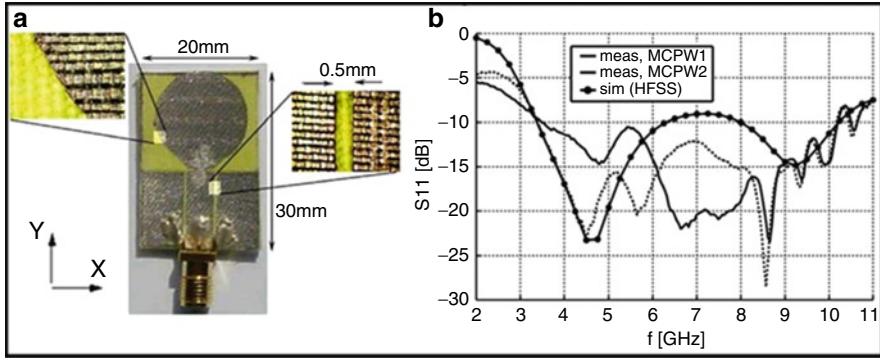 a
20mm
0.5mm
30mm
Y
X
b
meas, MCPW1
meas, MCPW2
sim (HFSS)
S11 [dB]
0
−5
−10
−15
−20
−25
−30
2 3 4 5 6 7 8 9 10 11
f [GHz]